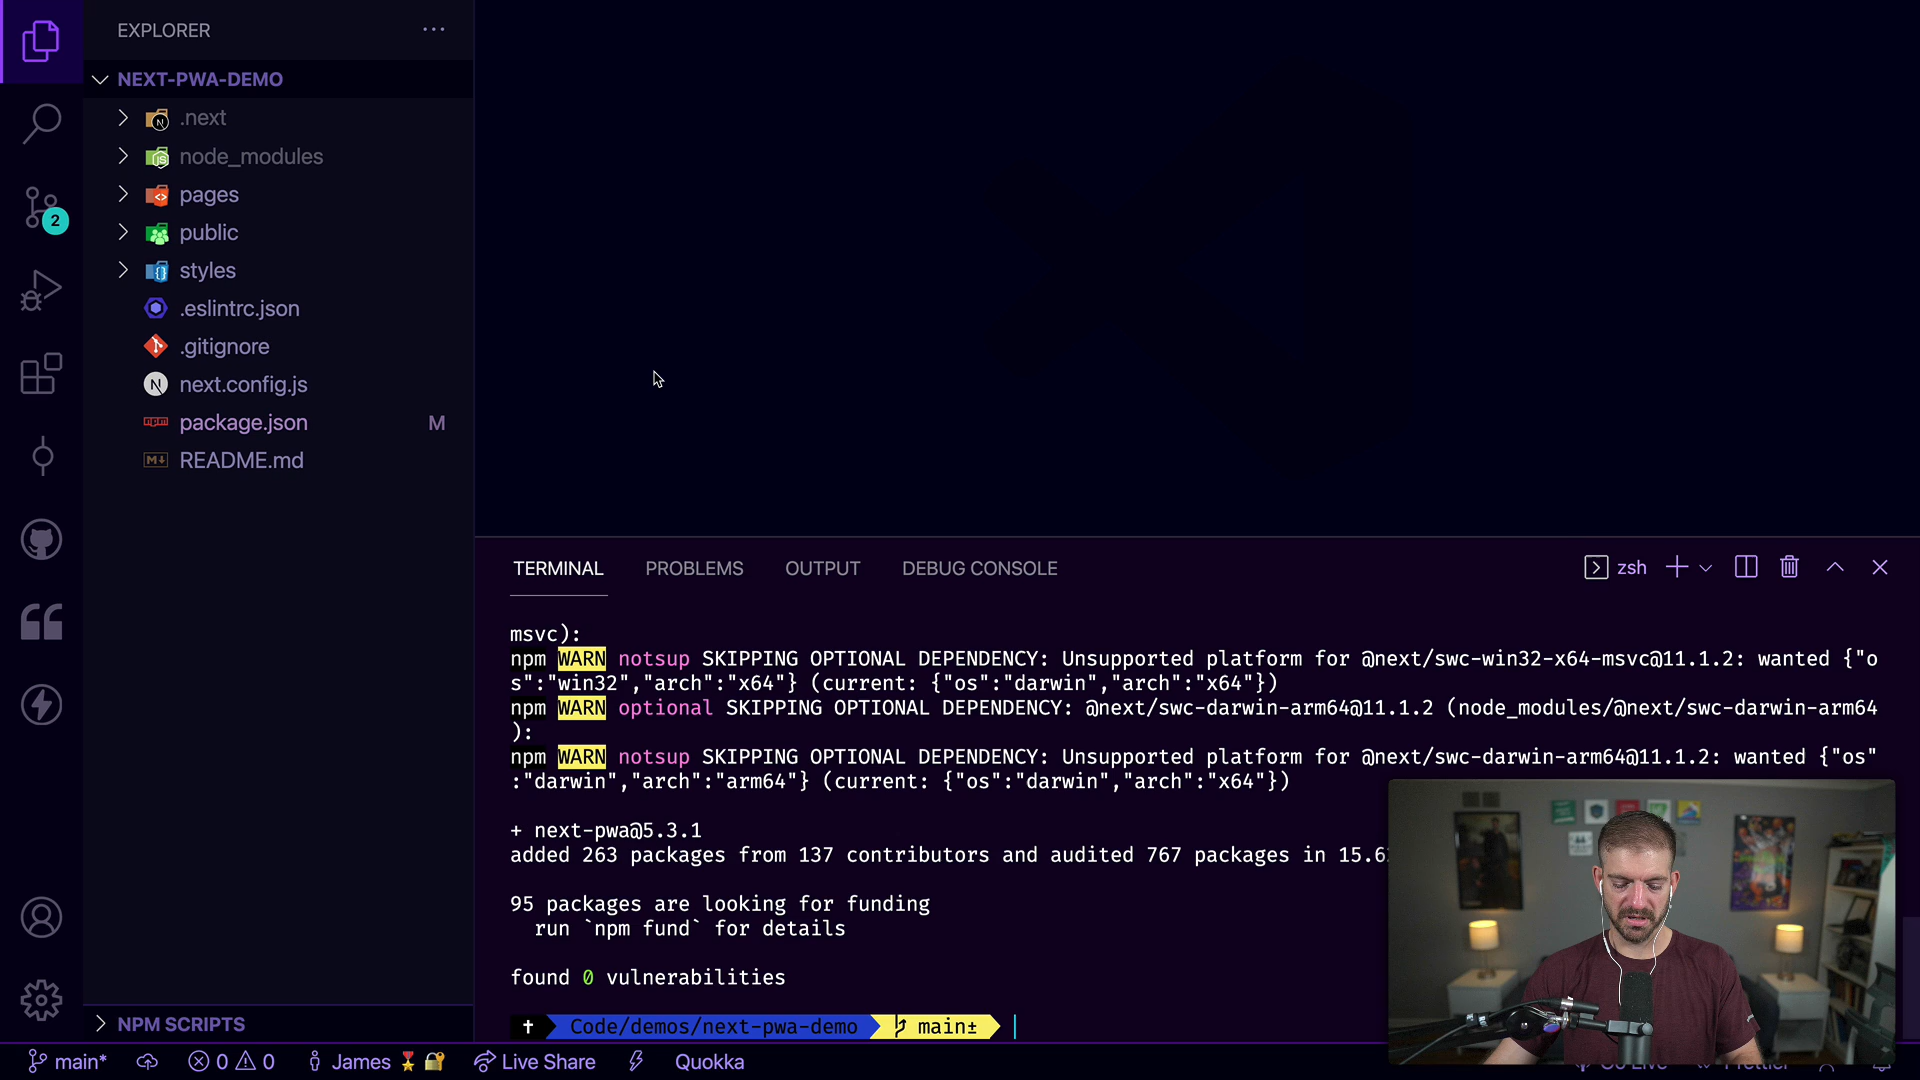 EXPLORER
NEXT-PWA-DEMO
.next
node_modules
pages
public
styles
.eslintrc.json
.gitignore
next.config.js
package.json M
README.md
NPM SCRIPTS
2
TERMINAL PROBLEMS OUTPUT DEBUG CONSOLE
zsh
msvc):
npm WARN notsup SKIPPING OPTIONAL DEPENDENCY: Unsupported platform for @next/swc-win32-x64-msvc@11.1.2: wanted {"o
s":"win32","arch":"x64"} (current: {"os":"darwin","arch":"x64"})
npm WARN optional SKIPPING OPTIONAL DEPENDENCY: @next/swc-darwin-arm64@11.1.2 (node_modules/@next/swc-darwin-arm64
):
npm WARN notsup SKIPPING OPTIONAL DEPENDENCY: Unsupported platform for @next/swc-darwin-arm64@11.1.2: wanted {"os"
:"darwin","arch":"arm64"} (current: {"os":"darwin","arch":"x64"})
+ next-pwa@5.3.1
added 263 packages from 137 contributors and audited 767 packages in 15.6
95 packages are looking for funding
run `npm fund` for details
found 0 vulnerabilities
Code/demos/next-pwa-demo main±
main* 0 0 James Live Share Quokka